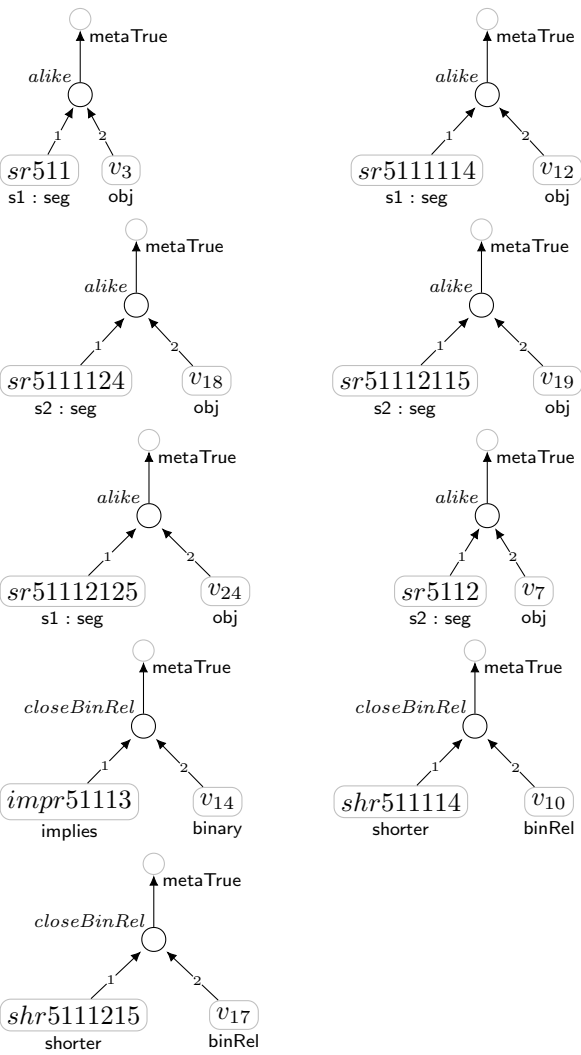 metaTrue
alike
1 2
sr511 v3
s1 : seg obj
metaTrue
alike
1 2
sr5111114 v12
s1 : seg obj
metaTrue
alike
1 2
sr5111124 v18
s2 : seg obj
metaTrue
alike
1 2
sr51112115 v19
s2 : seg obj
metaTrue
alike
1 2
sr51112125 v24
s1 : seg obj
metaTrue
alike
1 2
sr5112 v7
s2 : seg obj
metaTrue
closeBinRel
1 2
impr51113 v14
implies binary
metaTrue
closeBinRel
1 2
shr511114 v10
shorter binRel
metaTrue
closeBinRel
1 2
shr5111215 v17
shorter binRel